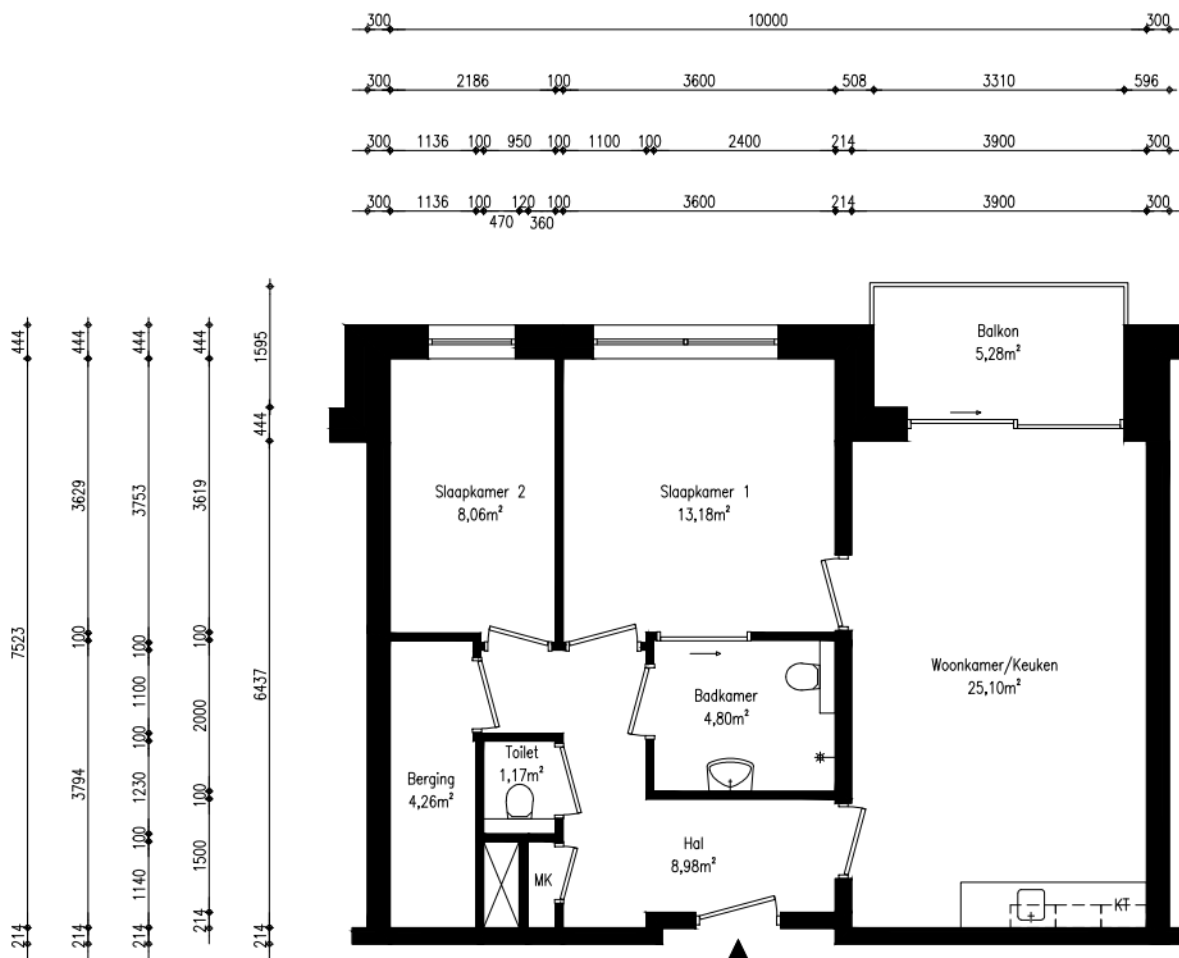 300 10000 300
300 2186 100 3600 508 3310 596
300 1136 100 950 100 1100 100 2400 214 3900 300
300 1136 100 120 100 3600 214 3900 300
470 360
444 444 444 444 1595
444
3629 3753 3619
7523 100 100 100 6437
1100 2000
100
3794 1230 100
100 1500
1140
214 214 214 214 214
Balkon
5,28m²
Slaapkamer 2
8,06m²
Slaapkamer 1
13,18m²
Woonkamer/Keuken
25,10m²
Badkamer
4,80m²
Toilet
1,17m²
Berging
4,26m²
Hal
8,98m²
MK
KT